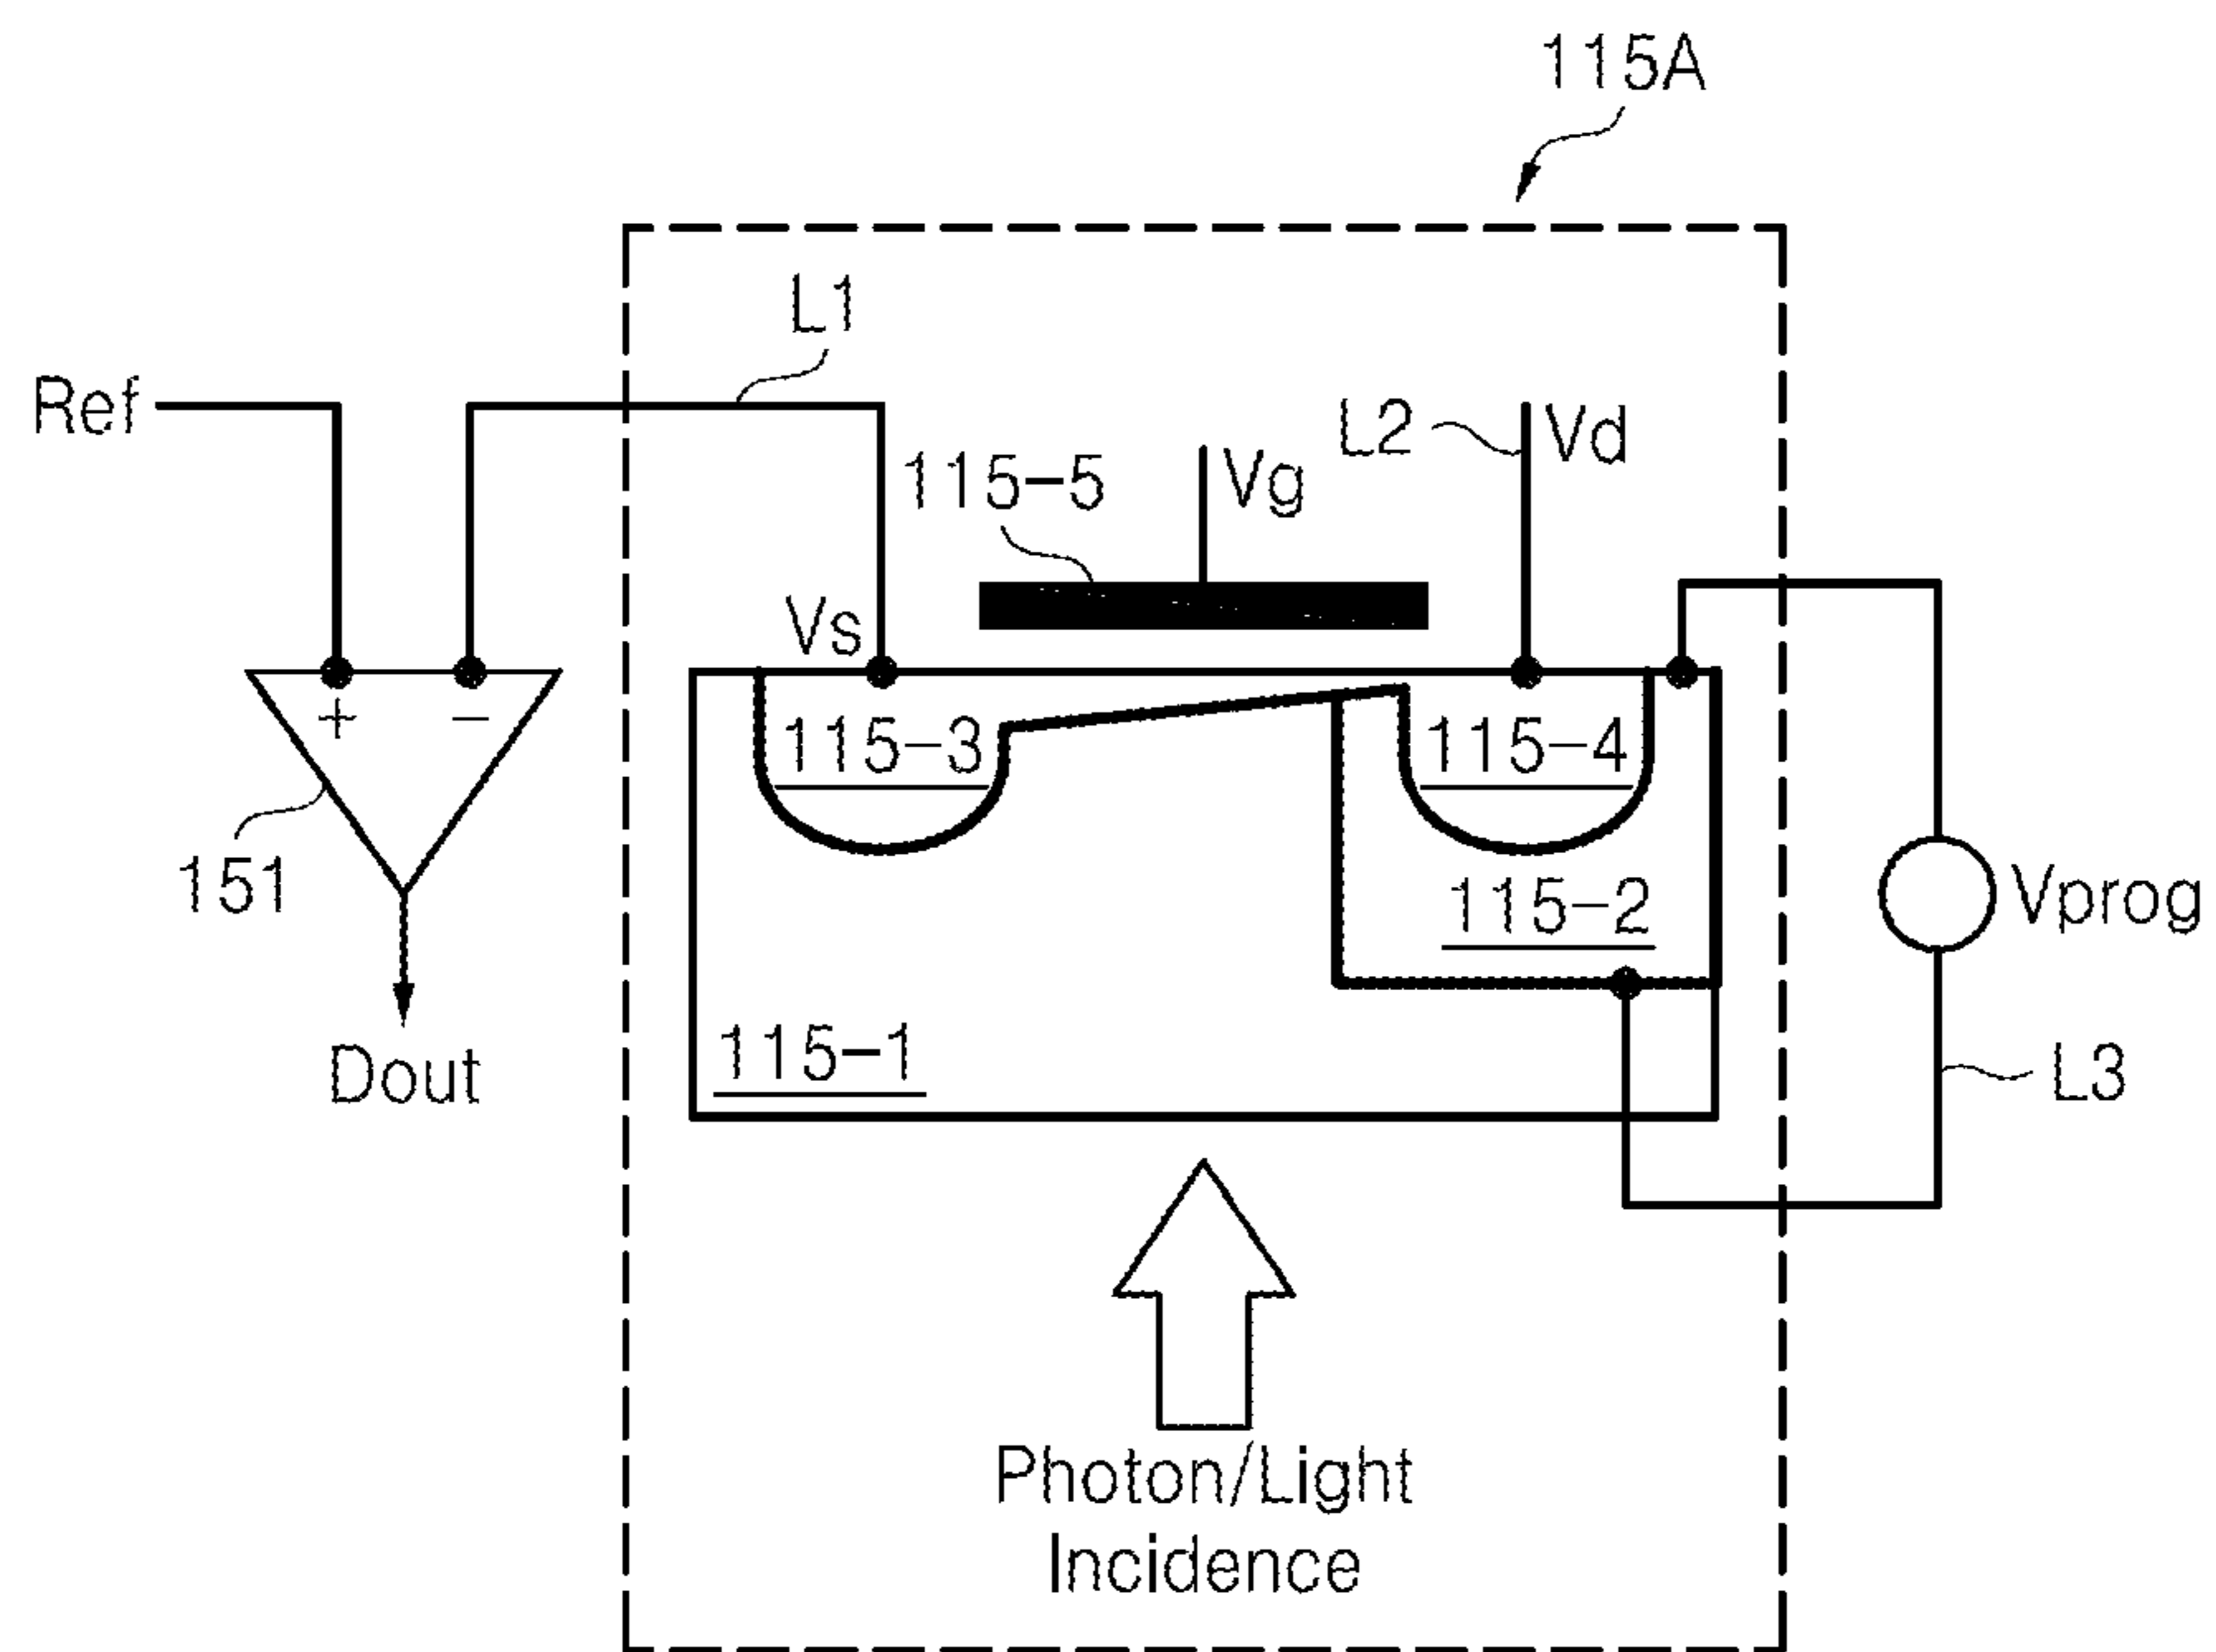 115A
L1
Ref
L2
Vd
115-5
Vg
Vs
+
−
115-3
115-4
151
115-2
Vprog
Dout
115-1
L3
Photon/Light
Incidence